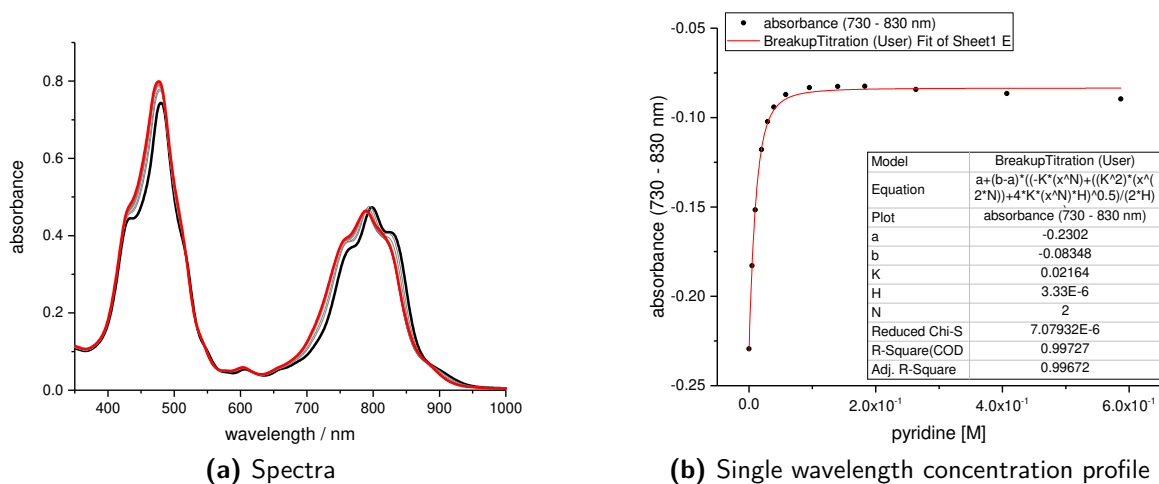 absorbance
0.8
0.6
0.4
0.2
0.0
400 500 600 700 800 900 1000
wavelength / nm
(a) Spectra
absorbance (730 - 830 nm)
BreakupTitration (User) Fit of Sheet1 E
absorbance (730 - 830 nm)
-0.05
-0.10
-0.15
-0.20
-0.25
0.0 2.0x10⁻¹ 4.0x10⁻¹ 6.0x10⁻¹
pyridine [M]
Model BreakupTitration (User)
Equation a+(b-a)*((-K*(x^N)+((K^2)*(x^(
2*N))+4*K*(x^N)*H)^0.5)/(2*H)
Plot absorbance (730 - 830 nm)
a -0.2302
b -0.08348
K 0.02164
H 3.33E-6
N 2
Reduced Chi-S 7.07932E-6
R-Square(COD 0.99727
Adj. R-Square 0.99672
(b) Single wavelength concentration profile